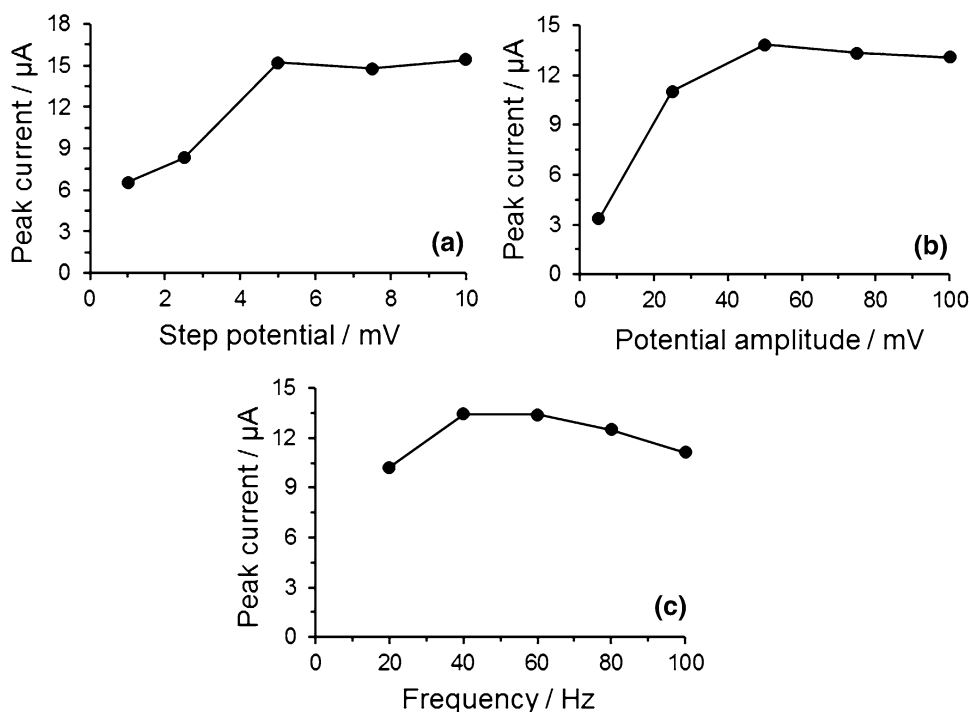 Peak current / µA
18
15
12
9
6
3
0
(a)
0 2 4 6 8 10
Step potential / mV
Peak current / µA
15
12
9
6
3
0
(b)
0 20 40 60 80 100
Potential amplitude / mV
Peak current / µA
15
12
9
6
3
0
(c)
0 20 40 60 80 100
Frequency / Hz